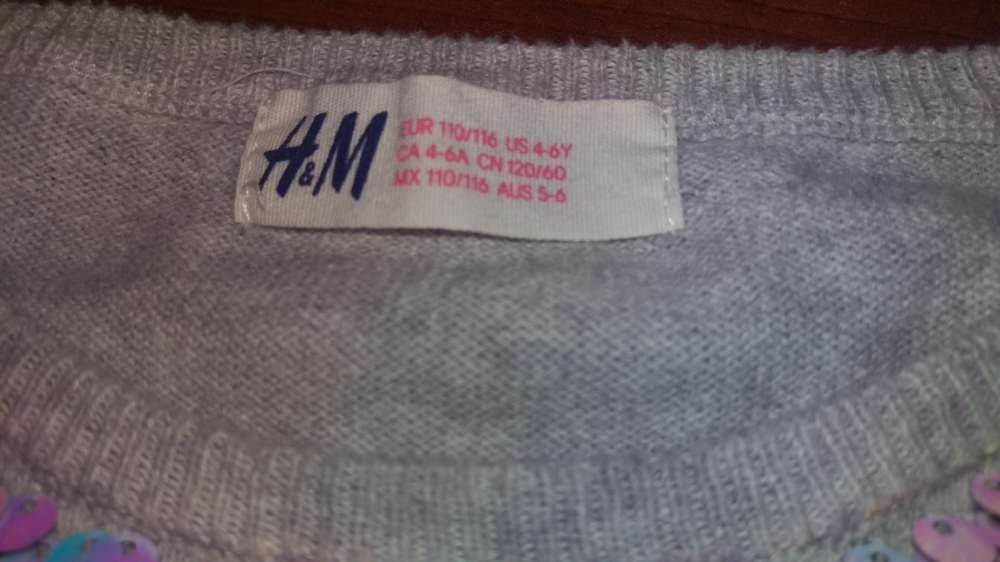 H&M
EUR 110/116 US 4-6Y
CA 4-6A CN 120/60
MX 110/116 AUS 5-6